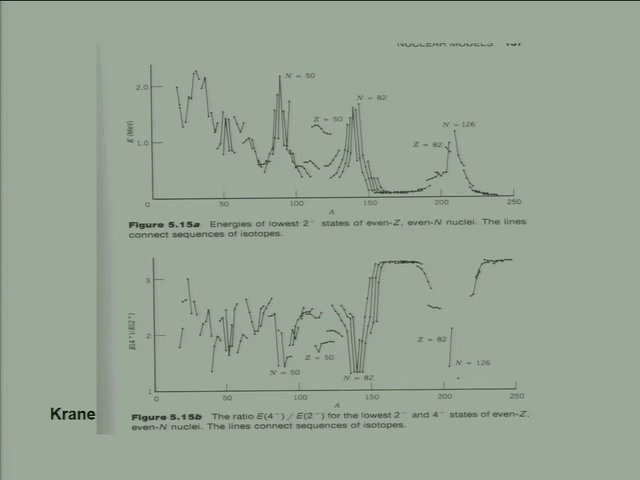 NUCLEAR MODELS 151
N = 50
N = 82
Z = 50
N = 126
Z = 82
2.0
1.0
E (MeV)
0 50 100 150 200 250
A
Figure 5.15a Energies of lowest 2⁺ states of even-Z, even-N nuclei. The lines
connect sequences of isotopes.
3
2
1
E(4⁺)/E(2⁺)
Z = 82
Z = 50
N = 126
N = 50
N = 82
0 50 100 150 200 250
A
Krane
Figure 5.15b The ratio E(4⁺) / E(2⁺) for the lowest 2⁺ and 4⁺ states of even-Z,
even-N nuclei. The lines connect sequences of isotopes.